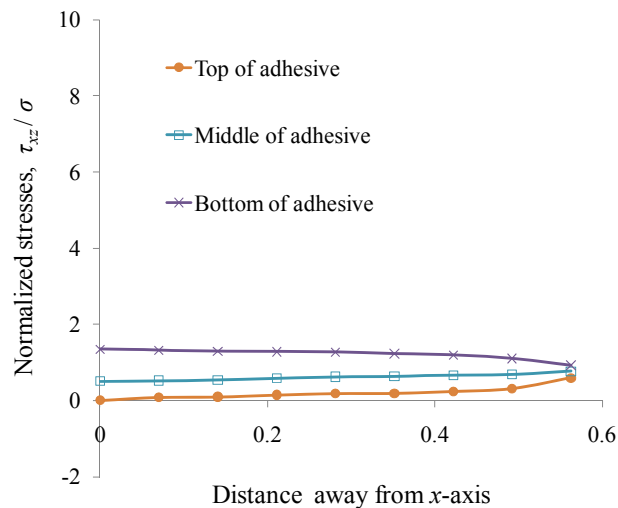 10
8
6
4
2
0
-2
Normalized stresses, τxz / σ
Top of adhesive
Middle of adhesive
Bottom of adhesive
0 0.2 0.4 0.6
Distance away from x-axis